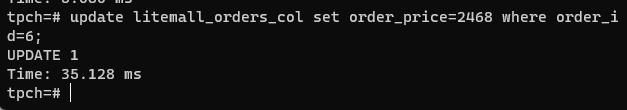 tpch=# update litemall_orders_col set order_price=2468 where order_i
d=6;
UPDATE 1
Time: 35.128 ms
tpch=#